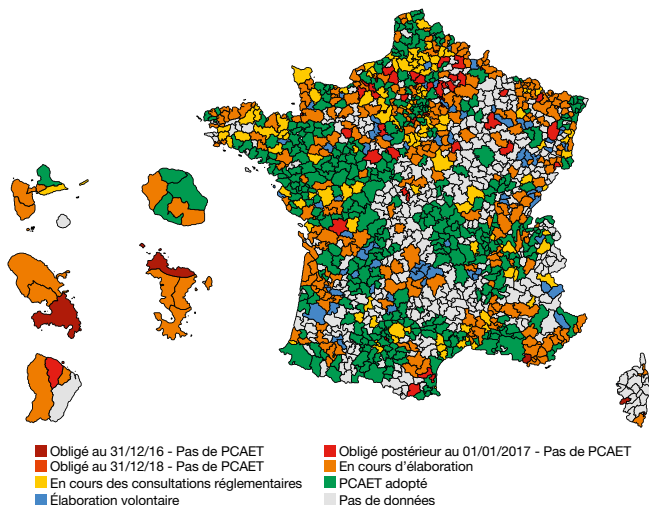 Obligé au 31/12/16 - Pas de PCAET
Obligé au 31/12/18 - Pas de PCAET
En cours des consultations réglementaires
Élaboration volontaire
Obligé postérieur au 01/01/2017 - Pas de PCAET
En cours d'élaboration
PCAET adopté
Pas de données